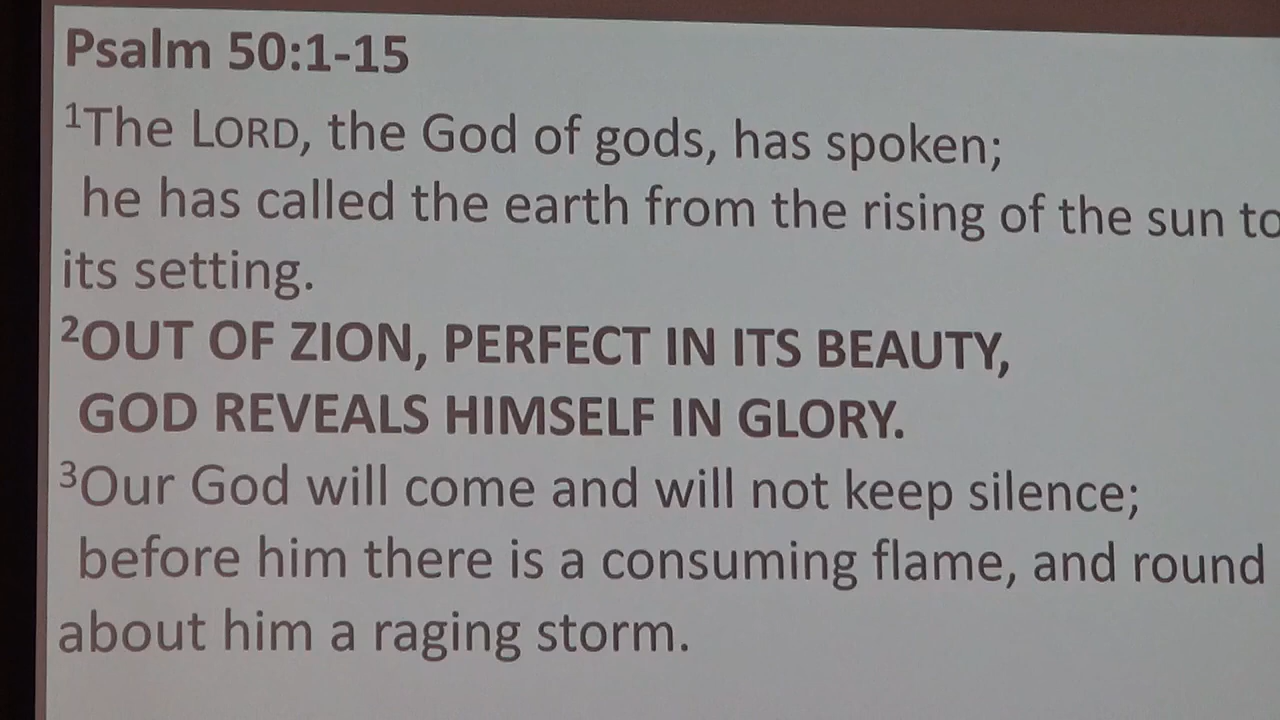 Psalm 50:1-15
¹The LORD, the God of gods, has spoken;
he has called the earth from the rising of the sun to
its setting.
²OUT OF ZION, PERFECT IN ITS BEAUTY,
GOD REVEALS HIMSELF IN GLORY.
³Our God will come and will not keep silence;
before him there is a consuming flame, and round
about him a raging storm.